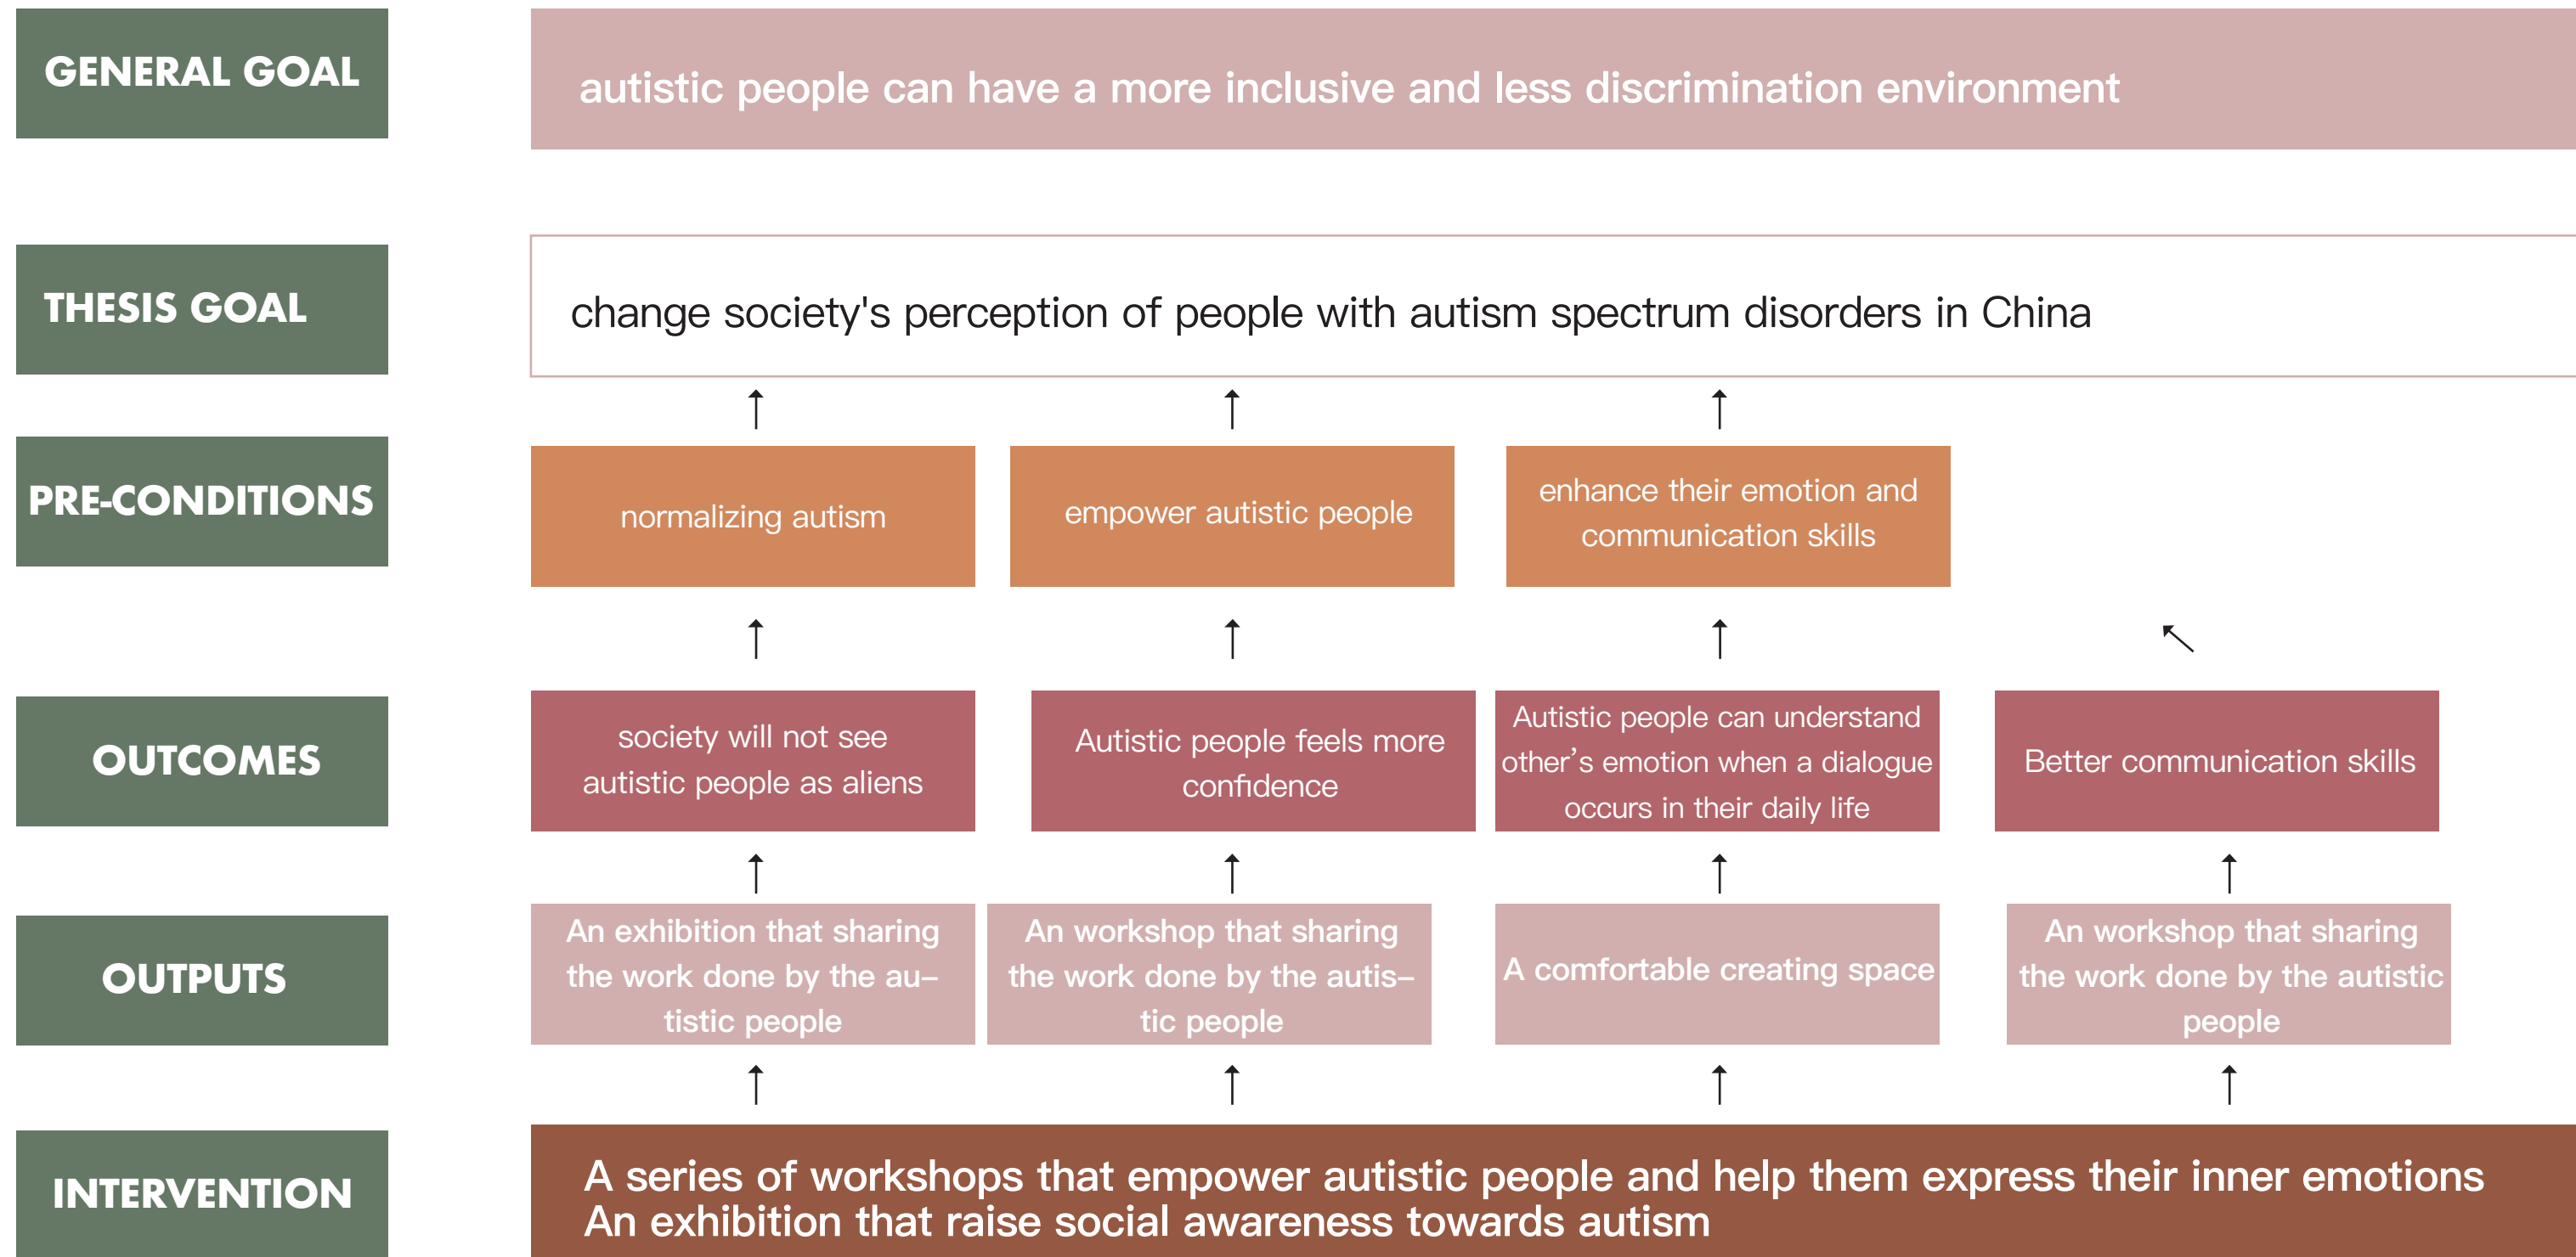 GENERAL GOAL
autistic people can have a more inclusive and less discrimination environment
THESIS GOAL
change society's perception of people with autism spectrum disorders in China
PRE-CONDITIONS
normalizing autism
empower autistic people
enhance their emotion and
communication skills
OUTCOMES
society will not see
autistic people as aliens
Autistic people feels more
confidence
Autistic people can understand
other's emotion when a dialogue
occurs in their daily life
Better communication skills
OUTPUTS
An exhibition that sharing
the work done by the au-
tistic people
An workshop that sharing
the work done by the autis-
tic people
A comfortable creating space
An workshop that sharing
the work done by the autistic
people
INTERVENTION
A series of workshops that empower autistic people and help them express their inner emotions
An exhibition that raise social awareness towards autism